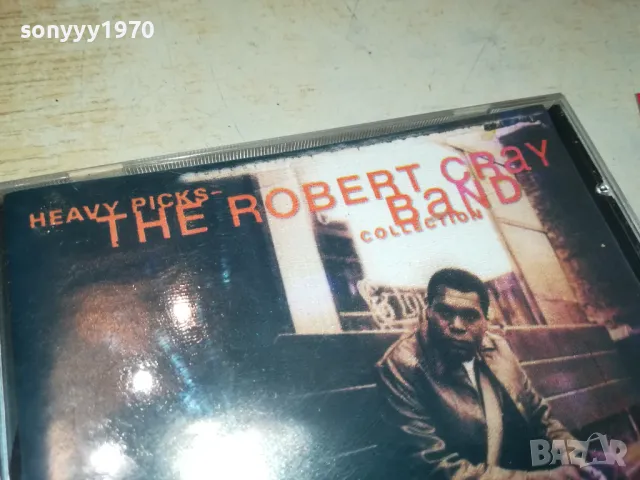 sonyyy1970
HEAVY PICKS-
THE ROBERT CRaY
BaND
COLLECTION
BAZAR